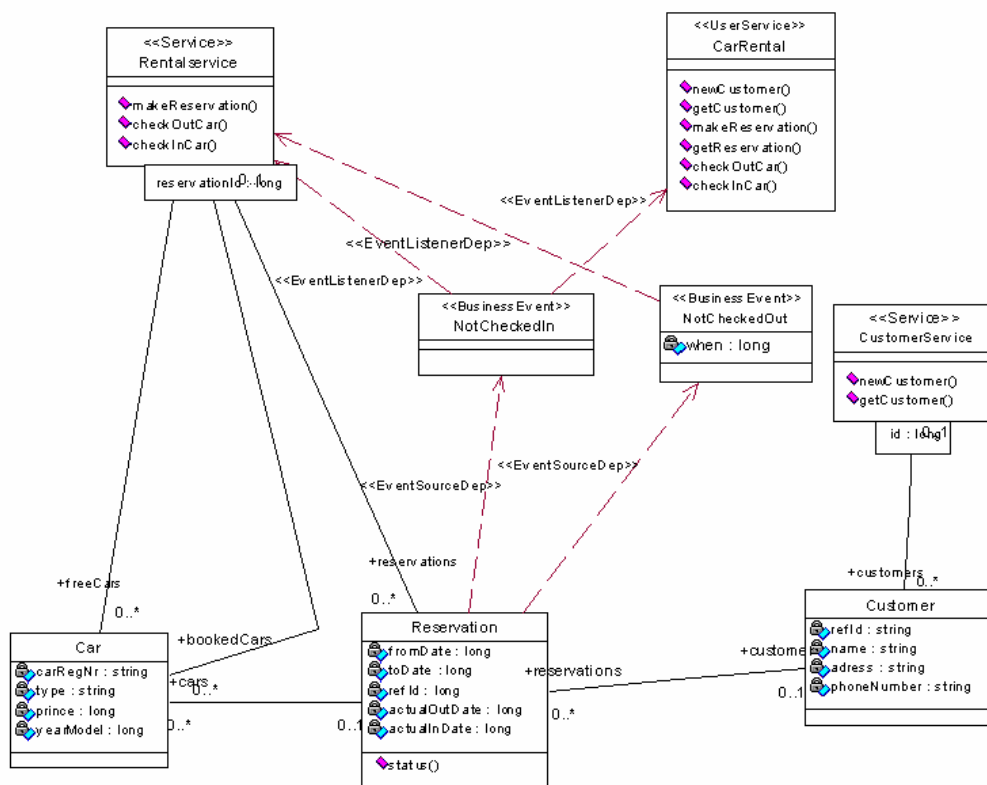 <<Service>>
Rentalservice
makeReservation()
checkOutCar()
checkInCar()
reservationId : long
0..1
<<UserService>>
CarRental
newCustomer()
getCustomer()
makeReservation()
getReservation()
checkOutCar()
checkInCar()
<<EventListenerDep>>
<<EventListenerDep>>
<<EventListenerDep>>
<<Business Event>>
NotCheckedIn
<<Business Event>>
NotCheckedOut
when : long
<<Service>>
CustomerService
newCustomer()
getCustomer()
id : long
0..1
<<EventSourceDep>>
<<EventSourceDep>>
+freeCars
0..*
+bookedCars
0..*
+reservations
0..*
+customers
0..*
Car
carRegNr : string
type : string
prince : long
yearModel : long
+cars
0..*
0..1
Reservation
fromDate : long
toDate : long
refId : long
actualOutDate : long
actualInDate : long
status()
+reservations
0..*
+custome
0..1
Customer
refId : string
name : string
adress : string
phoneNumber : string